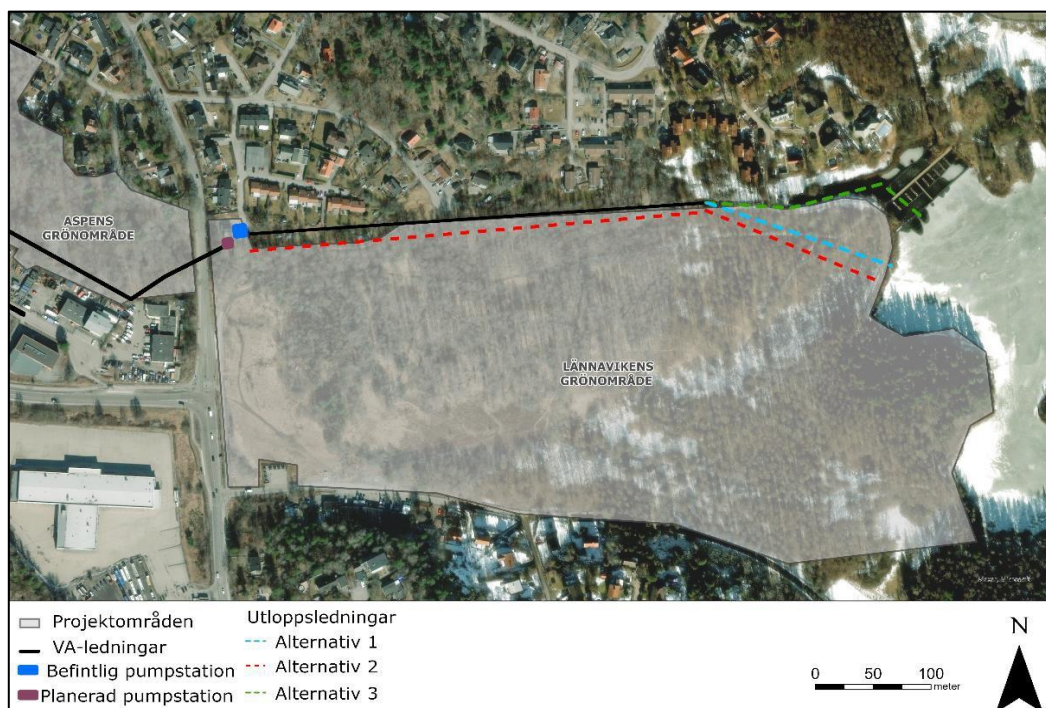 ASPENS
GRÖNOMRÅDE
LÄNNAVIKENS
GRÖNOMRÅDE
Projektområden
VA-ledningar
Befintlig pumpstation
Planerad pumpstation
Utloppsledningar
Alternativ 1
Alternativ 2
Alternativ 3
0 50 100
meter
N